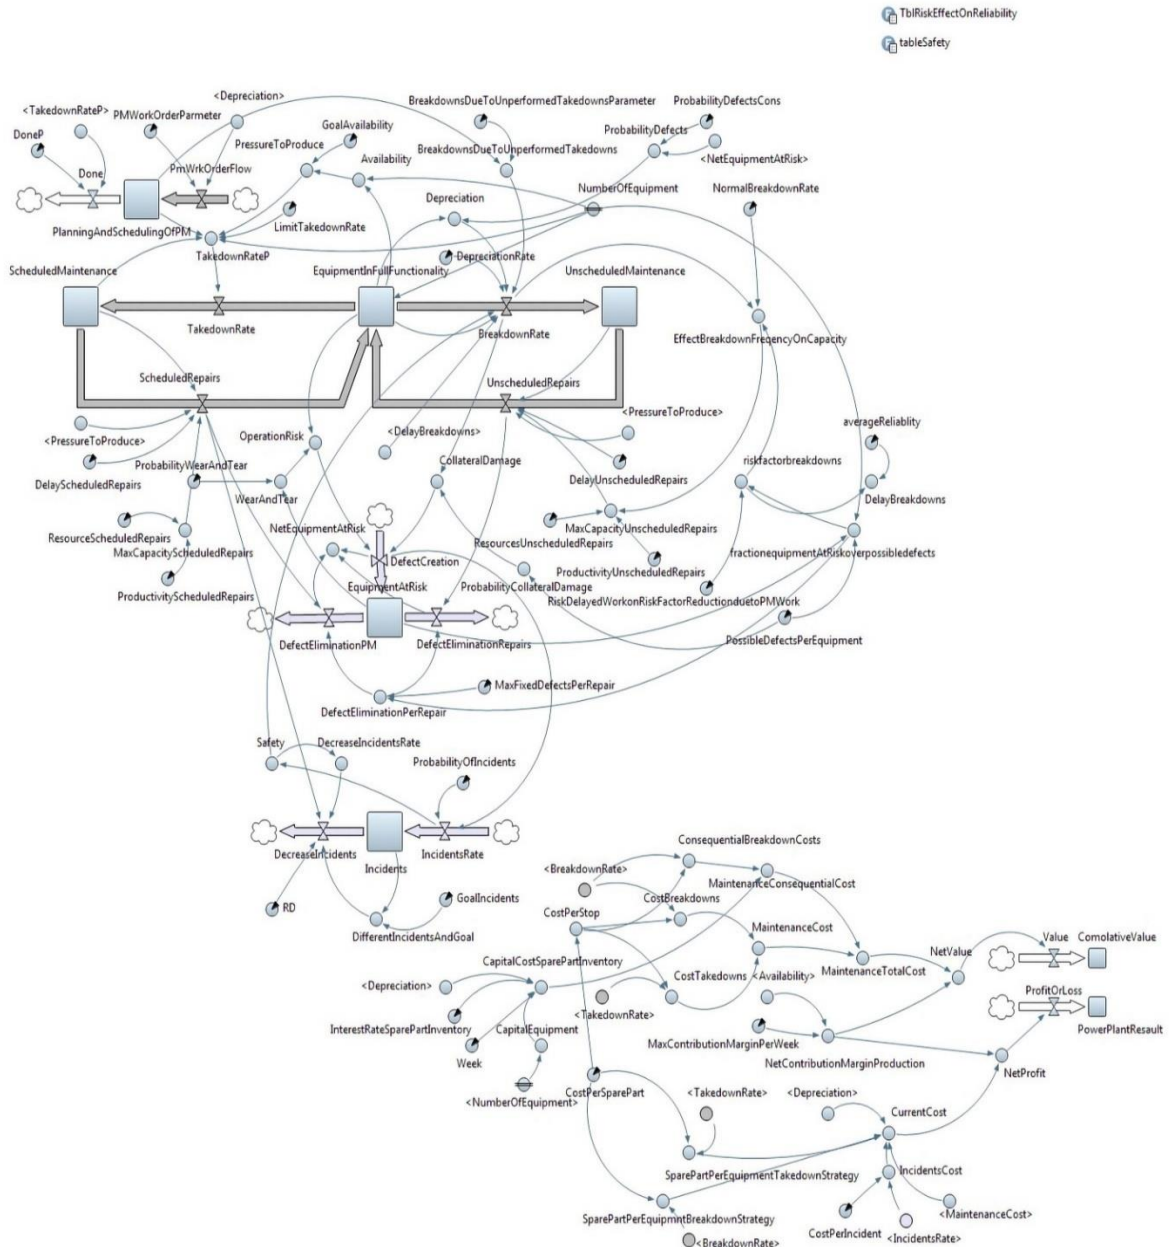 TblRiskEffectOnReliability
tableSafety
<TakedownRateP>
<Depreciation>
BreakdownsDueToUnperformedTakedownsParameter
ProbabilityDefectsCons
PMWorkOrderParmeter
DoneP
GoalAvailability
ProbabilityDefects
PressureToProduce
BreakdownsDueToUnperformedTakedowns
Availability
<NetEquipmentAtRisk>
Done
PmWrkOrderFlow
Depreciation
NumberOfEquipment
NormalBreakdownRate
LimitTakedownRate
PlanningAndSchedulingOfPM
TakedownRateP
DepreciationRate
ScheduledMaintenance
EquipmentInFullFunctionality
UnscheduledMaintenance
TakedownRate
BreakdownRate
EffectBreakdownFreqencyOnCapacity
ScheduledRepairs
UnscheduledRepairs
<PressureToProduce>
<DelayBreakdowns>
<PressureToProduce>
averageReliablity
OperationRisk
ProbabilityWearAndTear
CollateralDamage
riskfactorbreakdowns
DelayScheduledRepairs
DelayUnscheduledRepairs
WearAndTear
DelayBreakdowns
NetEquipmentAtRisk
MaxCapacityUnscheduledRepairs
ResourceScheduledRepairs
ResourcesUnscheduledRepairs
MaxCapacityScheduledRepairs
DefectCreation
fractionequipmentAtRiskoverpossibledefects
ProductivityUnscheduledRepairs
EquipmentAtRisk
ProbabilityCollateralDamage
ProductivityScheduledRepairs
RiskDelayedWorkonRiskFactorReductionduetoPMWork
DefectEliminationPM
DefectEliminationRepairs
PossibleDefectsPerEquipment
MaxFixedDefectsPerRepair
DefectEliminationPerRepair
Safety
DecreaseIncidentsRate
ProbabilityOfIncidents
DecreaseIncidents
Incidents
IncidentsRate
ConsequentialBreakdownCosts
<BreakdownRate>
MaintenanceConsequentialCost
GoalIncidents
CostBreakdowns
RD
CostPerStop
DifferentIncidentsAndGoal
MaintenanceCost
Value
ComolativeValue
NetValue
CapitalCostSparePartInventory
MaintenanceTotalCost
CostTakedowns
<Availability>
<Depreciation>
ProfitOrLoss
<TakedownRate>
InterestRateSparePartInventory
CapitalEquipment
PowerPlantResault
MaxContributionMarginPerWeek
Week
NetContributionMarginProduction
CostPerSparePart
NetProfit
<NumberOfEquipment>
<TakedownRate>
<Depreciation>
CurrentCost
SparePartPerEquipmentTakedownStrategy
IncidentsCost
SparePartPerEquipmntBreakdownStrategy
<MaintenanceCost>
CostPerIncident
<IncidentsRate>
<BreakdownRate>